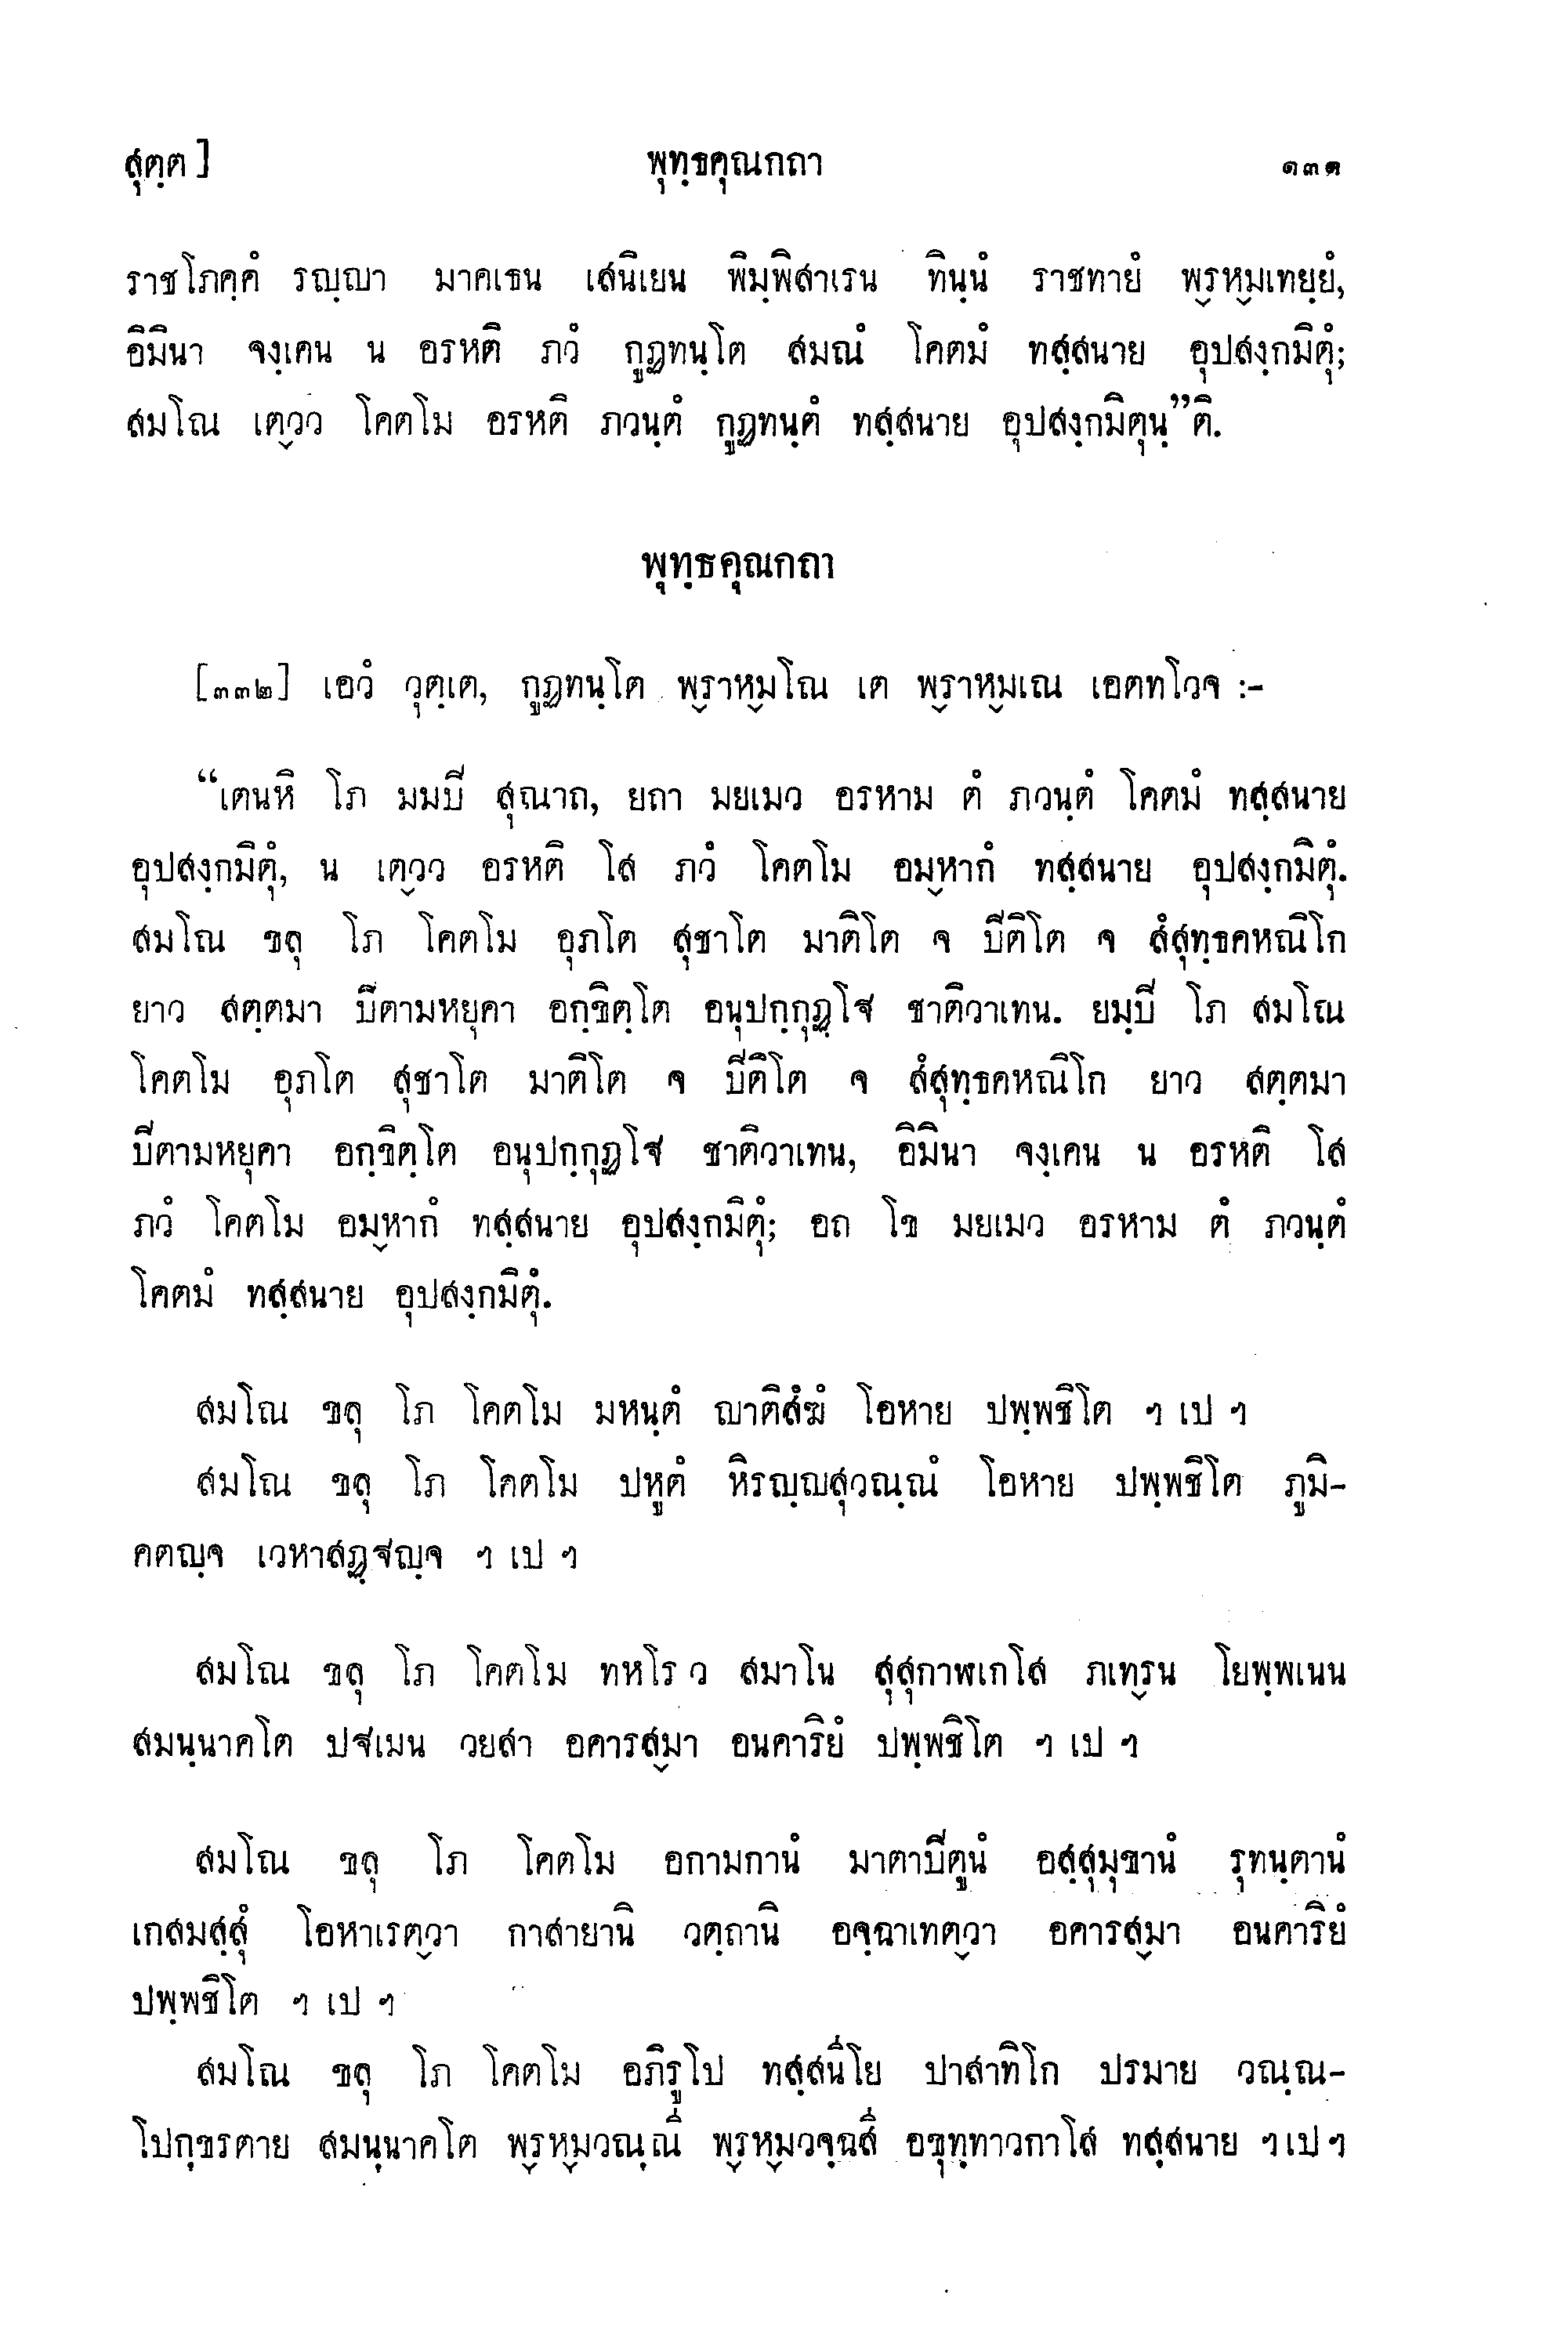 สุตฺต]
พุทฺธคุณกถา
๑๓๑
ราชโภคฺคํ รญฺญา มาคเธน เสนิเยน พิมฺพิสาเรน ทินฺนํ ราชทายํ พ๎รห๎มเทยฺยํ,
อิมินา จงฺเคน น อรหติ ภวํ กูฏทนฺโต สมณํ โคตมํ ทสฺสนาย อุปสงฺกมิตุํ;
สมโณ เต๎วว โคตโม อรหติ ภวนฺตํ กูฏทนฺตํ ทสฺสนาย อุปสงฺกมิตุนฺ”ติ.
พุทฺธคุณกถา
[๓๓๒] เอวํ วุตฺเต, กูฏทนฺโต พ๎ราห๎มโณ เต พ๎ราห๎มเณ เอตทโวจ :-
“เตนหิ โภ มมปิ สุณาถ, ยถา มยเมว อรหาม ตํ ภวนฺตํ โคตมํ ทสฺสนาย
อุปสงฺกมิตุํ, น เต๎วว อรหติ โส ภวํ โคตโม อม๎หากํ ทสฺสนาย อุปสงฺกมิตุํ.
สมโณ ขลุ โภ โคตโม อุภโต สุชาโต มาติโต จ ปิติโต จ สํสุทฺธคหณิโก
ยาว สตฺตมา ปิตามหยุคา อกฺขิตฺโต อนุปกฺกุฏฺโฐ ชาติวาเทน. ยมฺปิ โภ สมโณ
โคตโม อุภโต สุชาโต มาติโต จ ปิติโต จ สํสุทฺธคหณิโก ยาว สตฺตมา
ปิตามหยุคา อกฺขิตฺโต อนุปกฺกุฏฺโฐ ชาติวาเทน, อิมินา จงฺเคน น อรหติ โส
ภวํ โคตโม อม๎หากํ ทสฺสนาย อุปสงฺกมิตุํ; อถ โข มยเมว อรหาม ตํ ภวนฺตํ
โคตมํ ทสฺสนาย อุปสงฺกมิตุํ.
สมโณ ขลุ โภ โคตโม มหนฺตํ ญาติสํฆํ โอหาย ปพฺพชิโต ฯ เป ฯ
สมโณ ขลุ โภ โคตโม ปหูตํ หิรญฺญสุวณฺณํ โอหาย ปพฺพชิโต ภูมิ-
คตญฺจ เวหาสฏฺฐญฺจ ฯ เป ฯ
สมโณ ขลุ โภ โคตโม ทหโร ว สมาโน สุสุกาฬเกโส ภเท๎รน โยพฺพเนน
สมนฺนาคโต ปฐเมน วยสา อคารส๎มา อนคาริยํ ปพฺพชิโต ฯ เป ฯ
สมโณ ขลุ โภ โคตโม อกามกานํ มาตาปิตูนํ อสฺสุมุขานํ รุทนฺตานํ
เกสมสฺสุํ โอหาเรต๎วา กาสายานิ วตฺถานิ อจฺฉาเทต๎วา อคารส๎มา อนคาริยํ
ปพฺพชิโต ฯ เป ฯ
สมโณ ขลุ โภ โคตโม อภิรูโป ทสฺสนีโย ปาสาทิโก ปรมาย วณฺณ-
โปกฺขรตาย สมนฺนาคโต พ๎รห๎มวณฺณี พ๎รห๎มวจฺฉสี อขุทฺทาวกาโส ทสฺสนาย ฯ เป ฯ